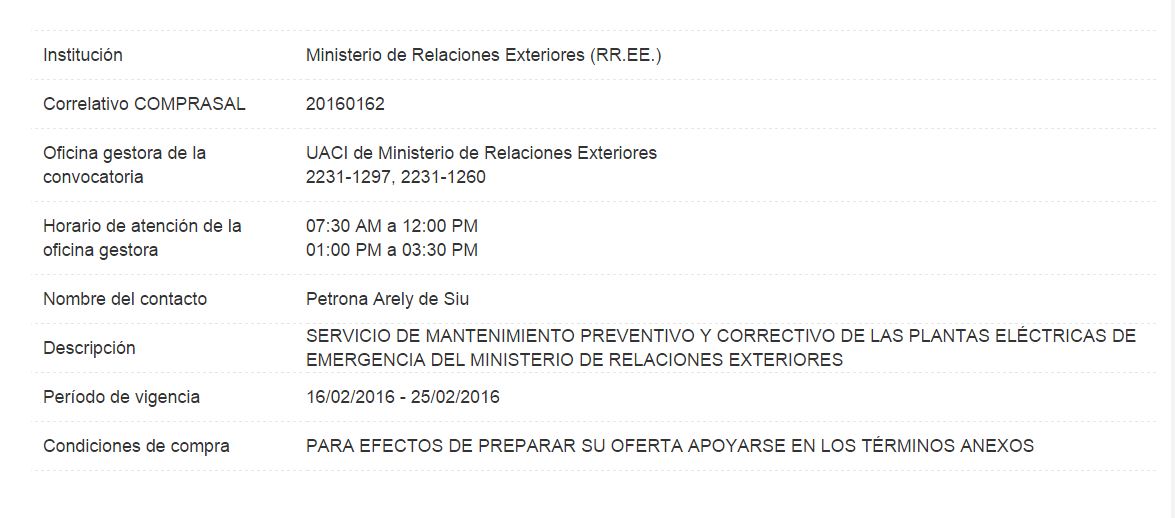 Institución
Ministerio de Relaciones Exteriores (RR.EE.)
Correlativo COMPRASAL
20160162
Oficina gestora de la
convocatoria
UACI de Ministerio de Relaciones Exteriores
2231-1297, 2231-1260
Horario de atención de la
oficina gestora
07:30 AM a 12:00 PM
01:00 PM a 03:30 PM
Nombre del contacto
Petrona Arely de Siu
Descripción
SERVICIO DE MANTENIMIENTO PREVENTIVO Y CORRECTIVO DE LAS PLANTAS ELÉCTRICAS DE
EMERGENCIA DEL MINISTERIO DE RELACIONES EXTERIORES
Período de vigencia
16/02/2016 - 25/02/2016
Condiciones de compra
PARA EFECTOS DE PREPARAR SU OFERTA APOYARSE EN LOS TÉRMINOS ANEXOS